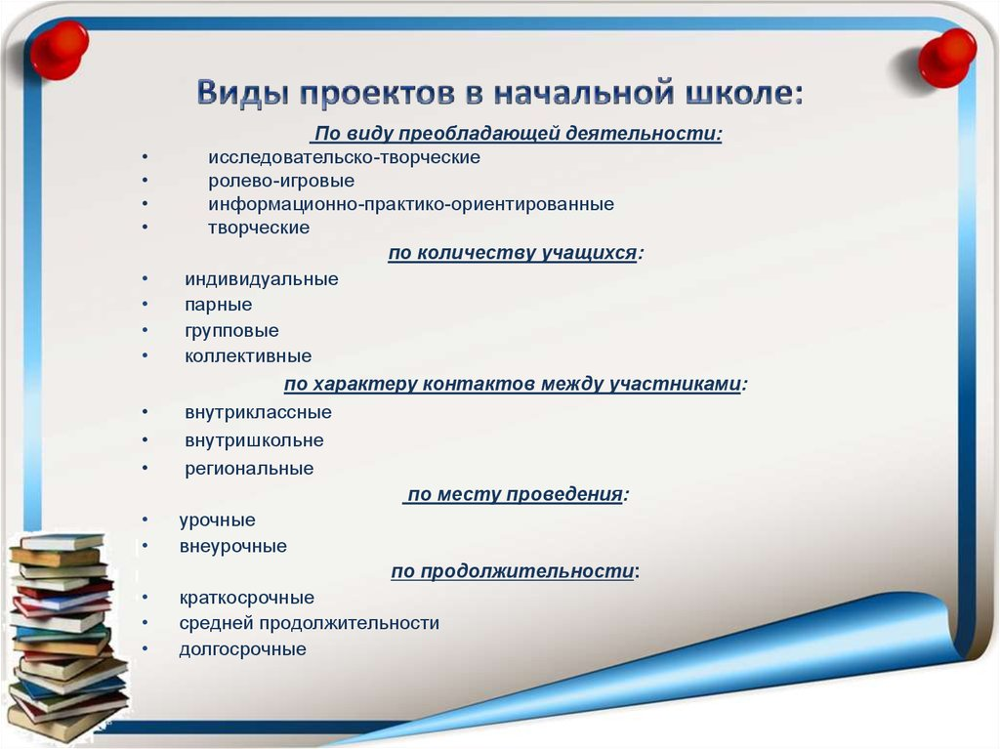 Виды проектов в начальной школе:
По виду преобладающей деятельности:
• исследовательско-творческие
• ролево-игровые
• информационно-практико-ориентированные
• творческие
по количеству учащихся:
• индивидуальные
• парные
• групповые
• коллективные
по характеру контактов между участниками:
• внутриклассные
• внутришкольне
• региональные
по месту проведения:
• урочные
• внеурочные
по продолжительности:
• краткосрочные
• средней продолжительности
• долгосрочные